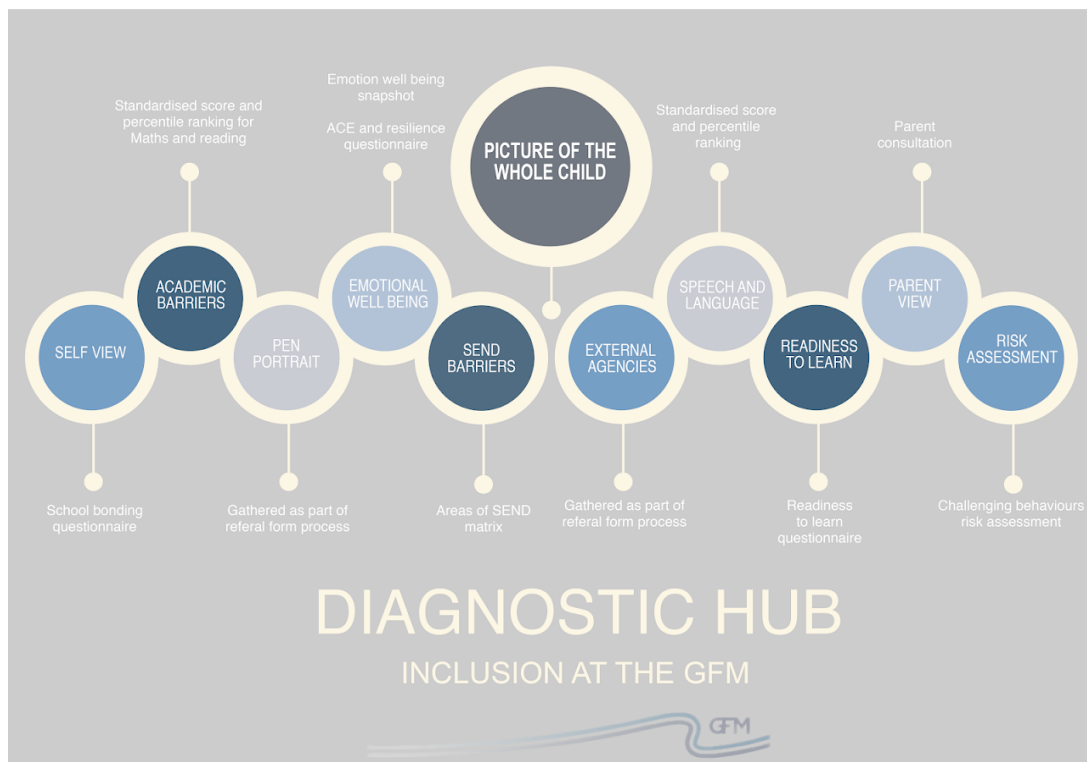 Standardised score and
percentile ranking for
Maths and reading
Emotion well being
snapshot
ACE and resilience
questionnaire
PICTURE OF THE
WHOLE CHILD
Standardised score
and percentile
ranking
Parent
consultation
SELF VIEW
ACADEMIC
BARRIERS
PEN
PORTRAIT
EMOTIONAL
WELL BEING
SEND
BARRIERS
EXTERNAL
AGENCIES
SPEECH AND
LANGUAGE
READINESS
TO LEARN
PARENT
VIEW
RISK
ASSESSMENT
School bonding
questionnaire
Gathered as part of
referal form process
Areas of SEND
matrix
Gathered as part of
referal form process
Readiness
to learn
questionnaire
Challenging behaviours
risk assessment
DIAGNOSTIC HUB
INCLUSION AT THE GFM
GFM